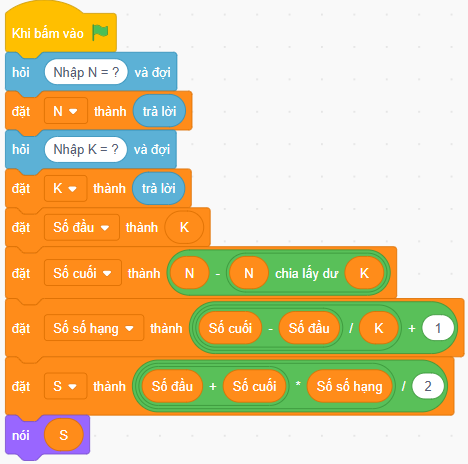 Khi bấm vào
hỏi Nhập N = ? và đợi
đặt N thành trả lời
hỏi Nhập K = ? và đợi
đặt K thành trả lời
đặt Số đầu thành K
đặt Số cuối thành N - N chia lấy dư K
đặt Số số hạng thành Số cuối - Số đầu / K + 1
đặt S thành Số đầu + Số cuối * Số số hạng / 2
nói S